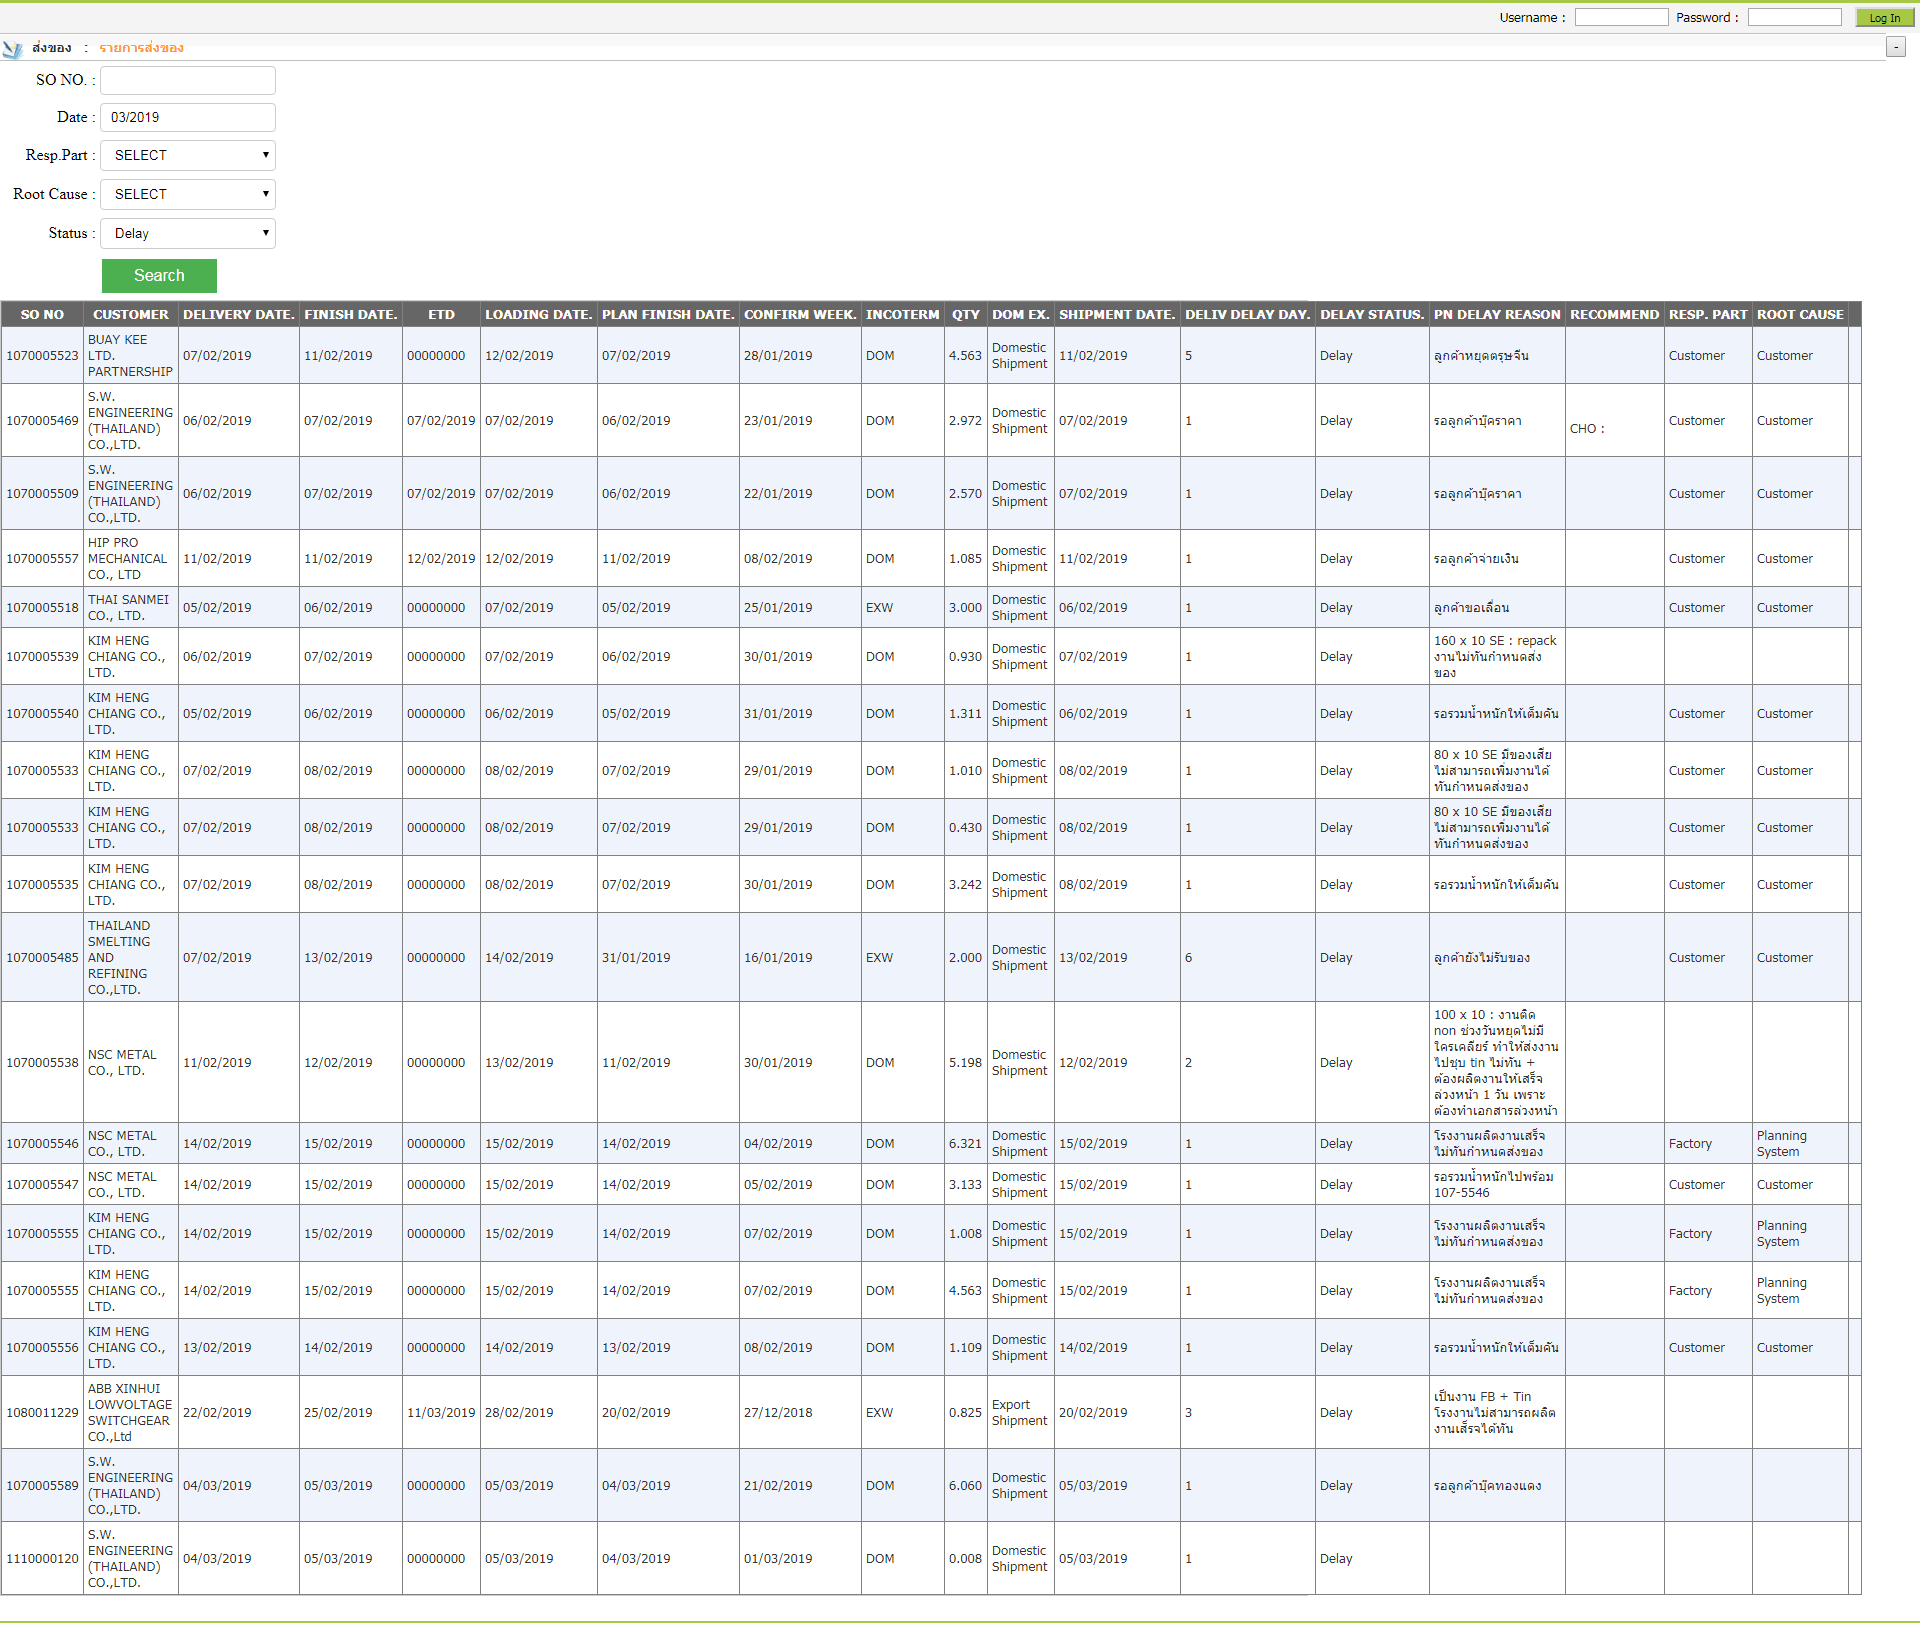 Username :  Password :  Log In
ส่งของ : รายการส่งของ -
SO NO. :
Date : 03/2019
Resp.Part : SELECT
Root Cause : SELECT
Status : Delay
Search
SO NO CUSTOMER DELIVERY DATE. FINISH DATE. ETD LOADING DATE. PLAN FINISH DATE. CONFIRM WEEK. INCOTERM QTY DOM EX. SHIPMENT DATE. DELIV DELAY DAY. DELAY STATUS. PN DELAY REASON RECOMMEND RESP. PART ROOT CAUSE
1070005523 BUAY KEE LTD. PARTNERSHIP 07/02/2019 11/02/2019 00000000 12/02/2019 07/02/2019 28/01/2019 DOM 4.563 Domestic Shipment 11/02/2019 5 Delay ลูกค้าหยุดตรุษจีน Customer Customer
1070005469 S.W. ENGINEERING (THAILAND) CO.,LTD. 06/02/2019 07/02/2019 07/02/2019 07/02/2019 06/02/2019 23/01/2019 DOM 2.972 Domestic Shipment 07/02/2019 1 Delay รอลูกค้าบุ๊คราคา CHO : Customer Customer
1070005509 S.W. ENGINEERING (THAILAND) CO.,LTD. 06/02/2019 07/02/2019 07/02/2019 07/02/2019 06/02/2019 22/01/2019 DOM 2.570 Domestic Shipment 07/02/2019 1 Delay รอลูกค้าบุ๊คราคา Customer Customer
1070005557 HIP PRO MECHANICAL CO., LTD 11/02/2019 11/02/2019 12/02/2019 12/02/2019 11/02/2019 08/02/2019 DOM 1.085 Domestic Shipment 11/02/2019 1 Delay รอลูกค้าจ่ายเงิน Customer Customer
1070005518 THAI SANMEI CO., LTD. 05/02/2019 06/02/2019 00000000 07/02/2019 05/02/2019 25/01/2019 EXW 3.000 Domestic Shipment 06/02/2019 1 Delay ลูกค้าขอเลื่อน Customer Customer
1070005539 KIM HENG CHIANG CO., LTD. 06/02/2019 07/02/2019 00000000 07/02/2019 06/02/2019 30/01/2019 DOM 0.930 Domestic Shipment 07/02/2019 1 Delay 160 x 10 SE : repack งานไม่ทันกำหนดส่งของ
1070005540 KIM HENG CHIANG CO., LTD. 05/02/2019 06/02/2019 00000000 06/02/2019 05/02/2019 31/01/2019 DOM 1.311 Domestic Shipment 06/02/2019 1 Delay รอรวมน้ำหนักให้เต็มคัน Customer Customer
1070005533 KIM HENG CHIANG CO., LTD. 07/02/2019 08/02/2019 00000000 08/02/2019 07/02/2019 29/01/2019 DOM 1.010 Domestic Shipment 08/02/2019 1 Delay 80 x 10 SE มีของเสีย ไม่สามารถเพิ่มงานได้ทันกำหนดส่งของ Customer Customer
1070005533 KIM HENG CHIANG CO., LTD. 07/02/2019 08/02/2019 00000000 08/02/2019 07/02/2019 29/01/2019 DOM 0.430 Domestic Shipment 08/02/2019 1 Delay 80 x 10 SE มีของเสีย ไม่สามารถเพิ่มงานได้ทันกำหนดส่งของ Customer Customer
1070005535 KIM HENG CHIANG CO., LTD. 07/02/2019 08/02/2019 00000000 08/02/2019 07/02/2019 30/01/2019 DOM 3.242 Domestic Shipment 08/02/2019 1 Delay รอรวมน้ำหนักให้เต็มคัน Customer Customer
1070005485 THAILAND SMELTING AND REFINING CO.,LTD. 07/02/2019 13/02/2019 00000000 14/02/2019 31/01/2019 16/01/2019 EXW 2.000 Domestic Shipment 13/02/2019 6 Delay ลูกค้ายังไม่รับของ Customer Customer
1070005538 NSC METAL CO., LTD. 11/02/2019 12/02/2019 00000000 13/02/2019 11/02/2019 30/01/2019 DOM 5.198 Domestic Shipment 12/02/2019 2 Delay 100 x 10 : งานติด non ช่วงวันหยุดไม่มีใครเคลียร์ ทำให้ส่งงานไปชุบ tin ไม่ทัน + ต้องผลิตงานให้เสร็จล่วงหน้า 1 วัน เพราะต้องทำเอกสารล่วงหน้า
1070005546 NSC METAL CO., LTD. 14/02/2019 15/02/2019 00000000 15/02/2019 14/02/2019 04/02/2019 DOM 6.321 Domestic Shipment 15/02/2019 1 Delay โรงงานผลิตงานเสร็จไม่ทันกำหนดส่งของ Factory Planning System
1070005547 NSC METAL CO., LTD. 14/02/2019 15/02/2019 00000000 15/02/2019 14/02/2019 05/02/2019 DOM 3.133 Domestic Shipment 15/02/2019 1 Delay รอรวมน้ำหนักไปพร้อม 107-5546 Customer Customer
1070005555 KIM HENG CHIANG CO., LTD. 14/02/2019 15/02/2019 00000000 15/02/2019 14/02/2019 07/02/2019 DOM 1.008 Domestic Shipment 15/02/2019 1 Delay โรงงานผลิตงานเสร็จไม่ทันกำหนดส่งของ Factory Planning System
1070005555 KIM HENG CHIANG CO., LTD. 14/02/2019 15/02/2019 00000000 15/02/2019 14/02/2019 07/02/2019 DOM 4.563 Domestic Shipment 15/02/2019 1 Delay โรงงานผลิตงานเสร็จไม่ทันกำหนดส่งของ Factory Planning System
1070005556 KIM HENG CHIANG CO., LTD. 13/02/2019 14/02/2019 00000000 14/02/2019 13/02/2019 08/02/2019 DOM 1.109 Domestic Shipment 14/02/2019 1 Delay รอรวมน้ำหนักให้เต็มคัน Customer Customer
1080011229 ABB XINHUI LOWVOLTAGE SWITCHGEAR CO.,Ltd 22/02/2019 25/02/2019 11/03/2019 28/02/2019 20/02/2019 27/12/2018 EXW 0.825 Export Shipment 20/02/2019 3 Delay เป็นงาน FB + Tin โรงงานไม่สามารถผลิตงานเส็รจได้ทัน
1070005589 S.W. ENGINEERING (THAILAND) CO.,LTD. 04/03/2019 05/03/2019 00000000 05/03/2019 04/03/2019 21/02/2019 DOM 6.060 Domestic Shipment 05/03/2019 1 Delay รอลูกค้าบุ๊คทองแดง
1110000120 S.W. ENGINEERING (THAILAND) CO.,LTD. 04/03/2019 05/03/2019 00000000 05/03/2019 04/03/2019 01/03/2019 DOM 0.008 Domestic Shipment 05/03/2019 1 Delay